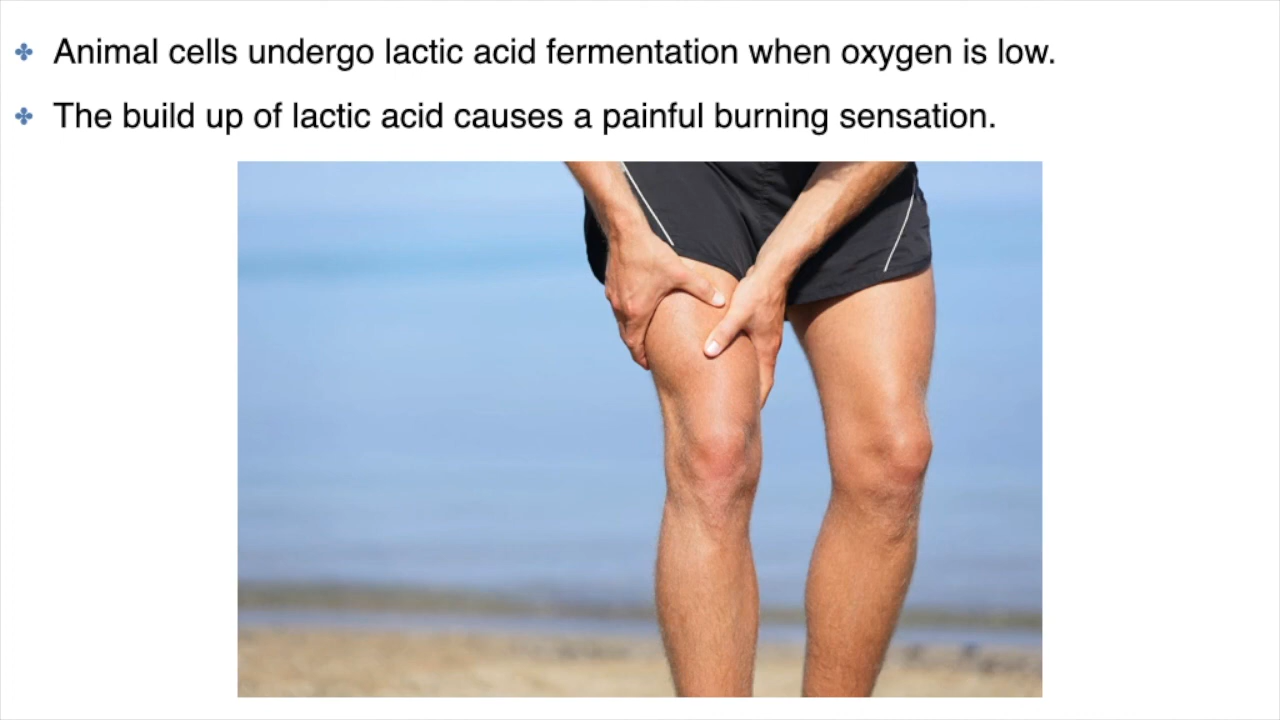 Animal cells undergo lactic acid fermentation when oxygen is low.
The build up of lactic acid causes a painful burning sensation.